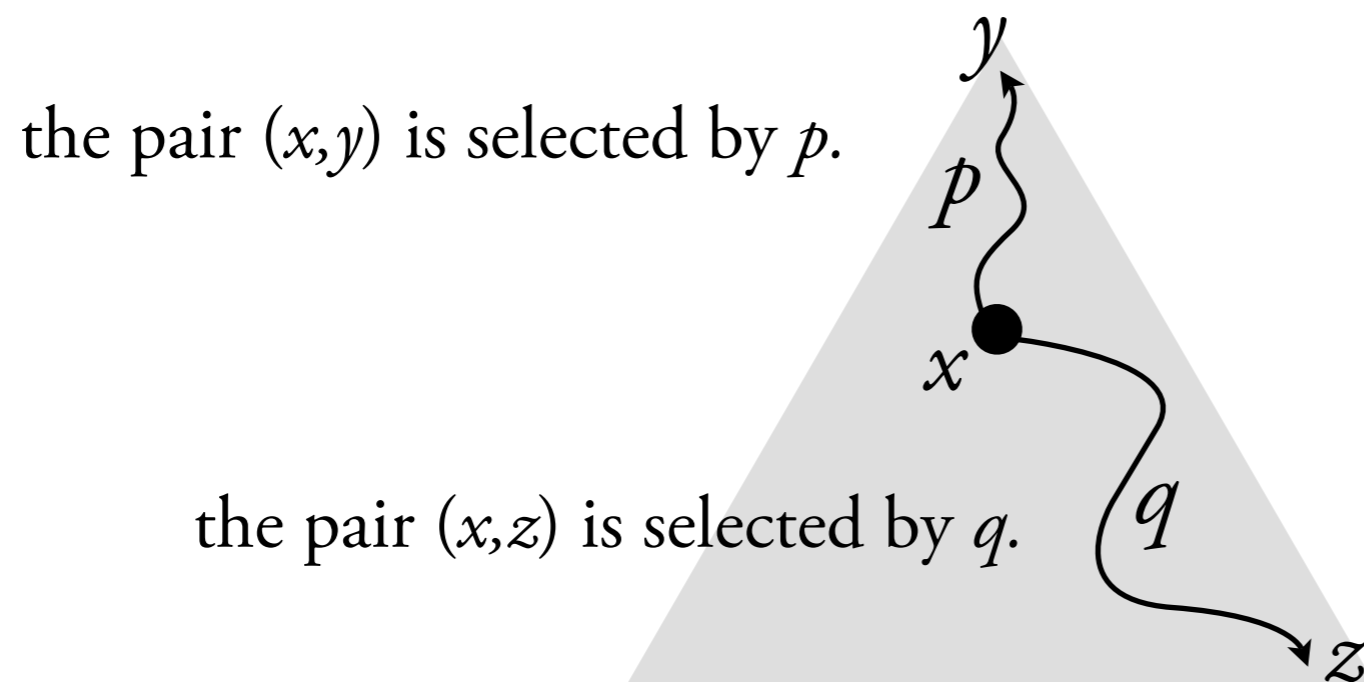 y
the pair (x,y) is selected by p.
p
x
the pair (x,z) is selected by q.
q
z